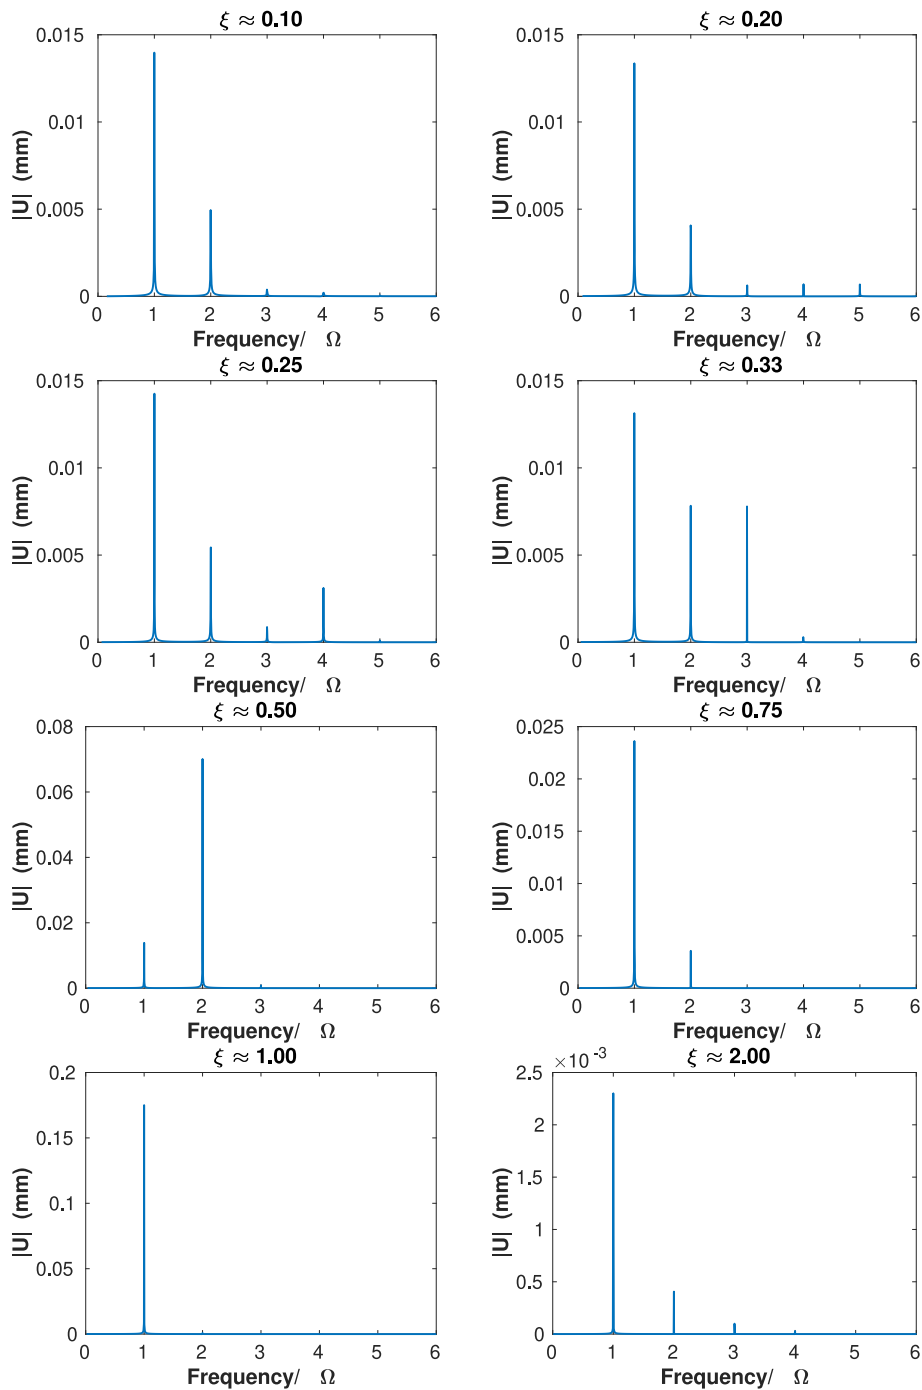 ξ ≈ 0.10
0.015
0.01
0.005
0
|U| (mm)
0 1 2 3 4 5 6
Frequency/ Ω
ξ ≈ 0.20
0.015
0.01
0.005
0
|U| (mm)
0 1 2 3 4 5 6
Frequency/ Ω
ξ ≈ 0.25
0.015
0.01
0.005
0
|U| (mm)
0 1 2 3 4 5 6
Frequency/ Ω
ξ ≈ 0.33
0.015
0.01
0.005
0
|U| (mm)
0 1 2 3 4 5 6
Frequency/ Ω
ξ ≈ 0.50
0.08
0.06
0.04
0.02
0
|U| (mm)
0 1 2 3 4 5 6
Frequency/ Ω
ξ ≈ 0.75
0.025
0.02
0.025
0.01
0.005
0
|U| (mm)
0 1 2 3 4 5 6
Frequency/ Ω
ξ ≈ 1.00
0.2
0.15
0.1
0.05
0
|U| (mm)
0 1 2 3 4 5 6
Frequency/ Ω
× 10⁻³ ξ ≈ 2.00
2.5
2
1.5
1
0.5
0
|U| (mm)
0 1 2 3 4 5 6
Frequency/ Ω